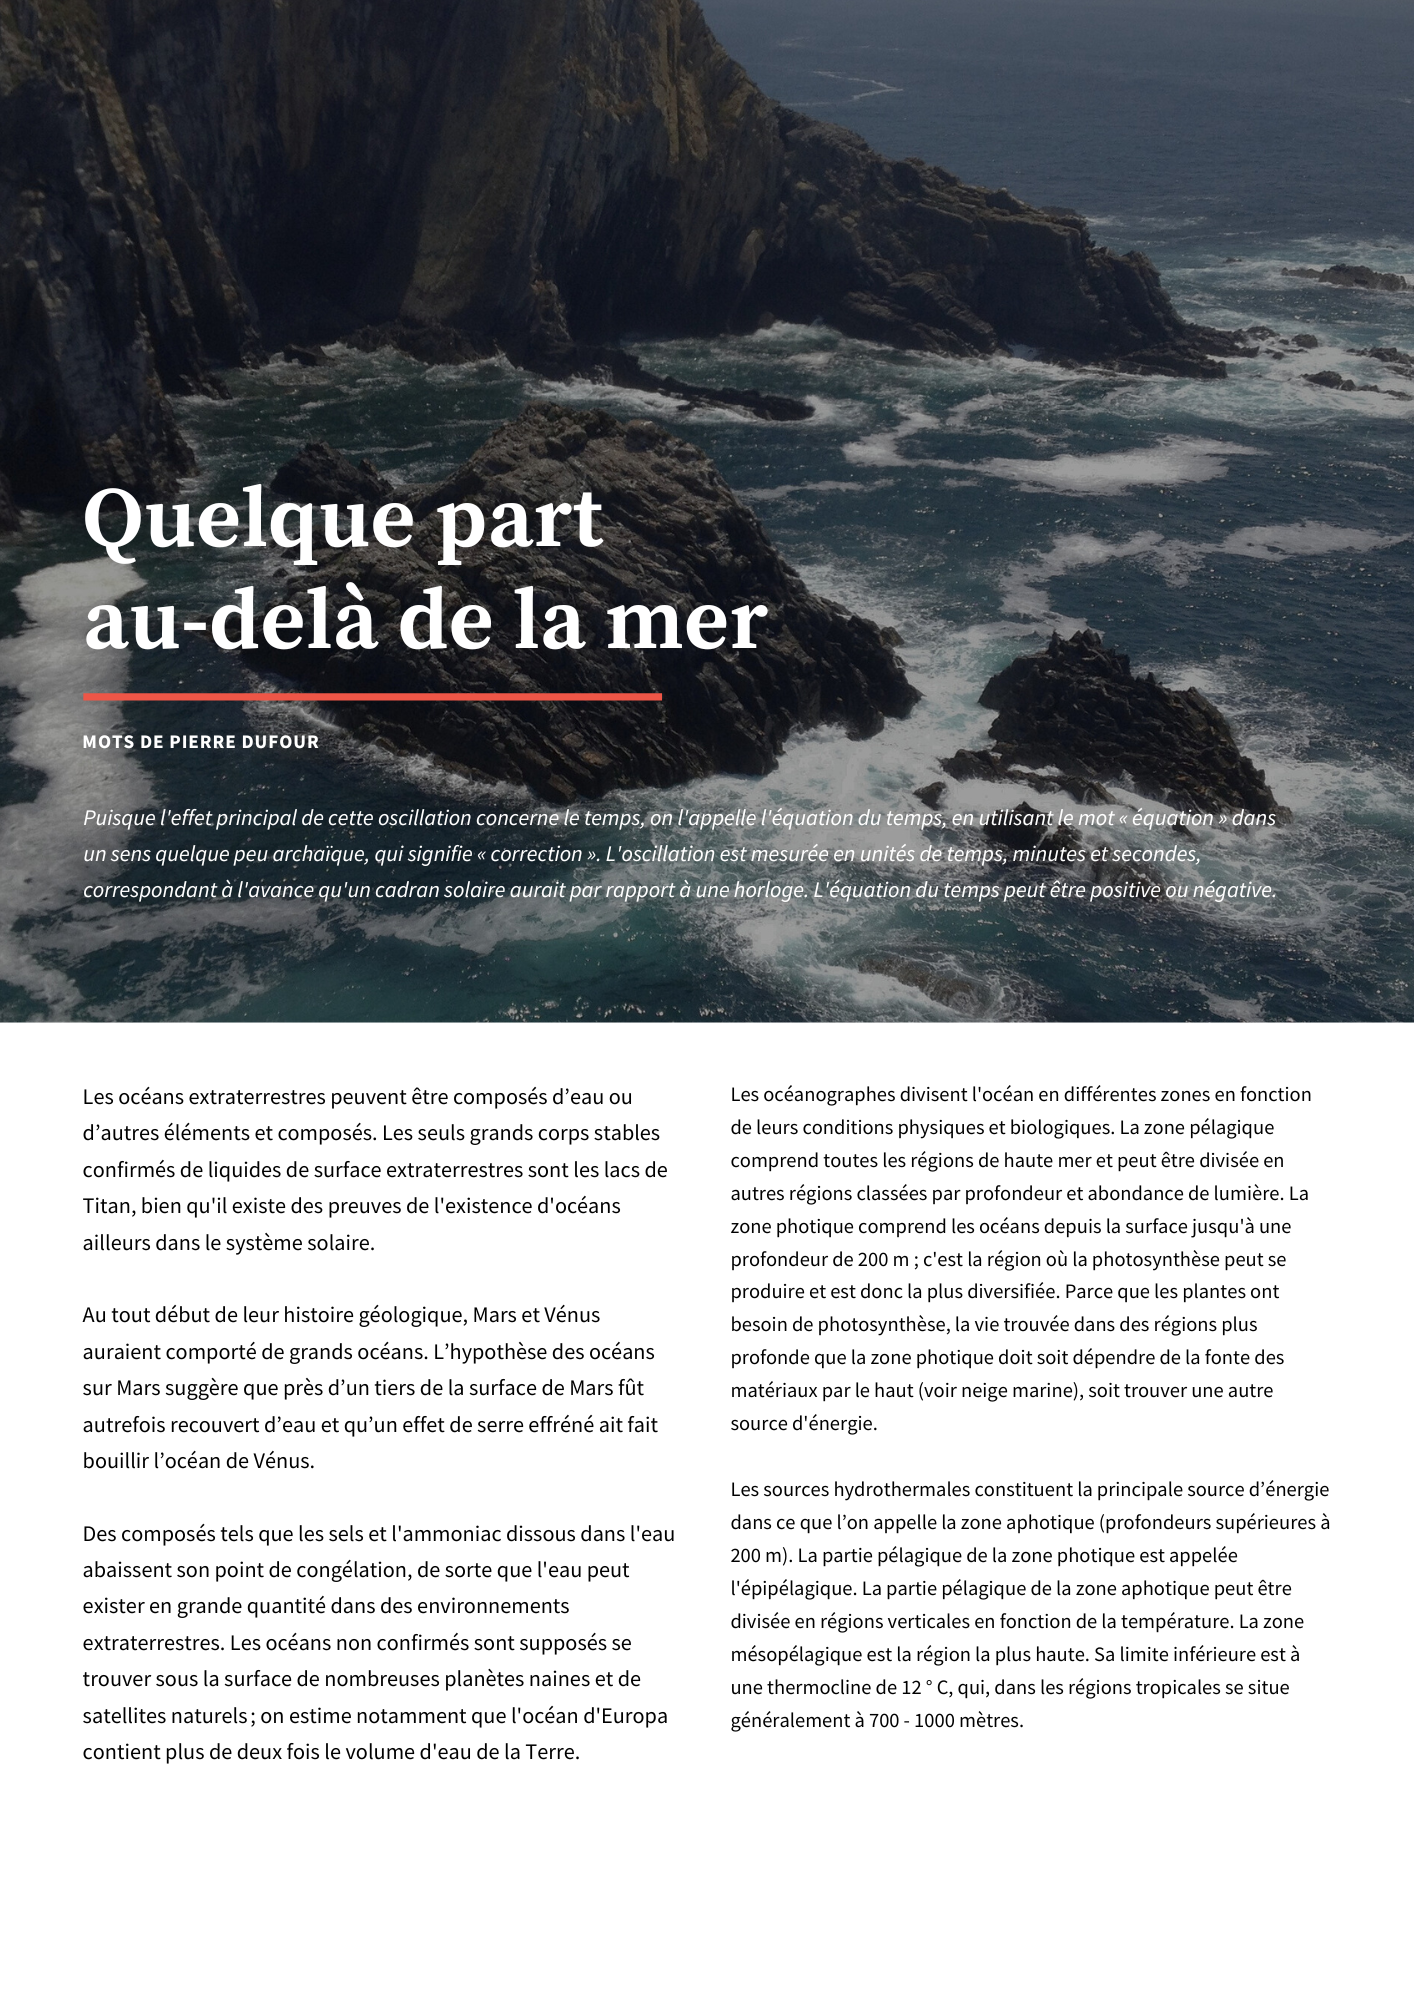 Quelque part
au-delà de la mer
MOTS DE PIERRE DUFOUR
Puisque l'effet principal de cette oscillation concerne le temps, on l'appelle l'équation du temps, en utilisant le mot « équation » dans
un sens quelque peu archaïque, qui signifie « correction ». L'oscillation est mesurée en unités de temps, minutes et secondes,
correspondant à l'avance qu'un cadran solaire aurait par rapport à une horloge. L'équation du temps peut être positive ou négative.
Les océans extraterrestres peuvent être composés d’eau ou
d’autres éléments et composés. Les seuls grands corps stables
confirmés de liquides de surface extraterrestres sont les lacs de
Titan, bien qu'il existe des preuves de l'existence d'océans
ailleurs dans le système solaire.
Au tout début de leur histoire géologique, Mars et Vénus
auraient comporté de grands océans. L’hypothèse des océans
sur Mars suggère que près d’un tiers de la surface de Mars fût
autrefois recouvert d’eau et qu’un effet de serre effréné ait fait
bouillir l’océan de Vénus.
Des composés tels que les sels et l'ammoniac dissous dans l'eau
abaissent son point de congélation, de sorte que l'eau peut
exister en grande quantité dans des environnements
extraterrestres. Les océans non confirmés sont supposés se
trouver sous la surface de nombreuses planètes naines et de
satellites naturels ; on estime notamment que l'océan d'Europa
contient plus de deux fois le volume d'eau de la Terre.
Les océanographes divisent l'océan en différentes zones en fonction
de leurs conditions physiques et biologiques. La zone pélagique
comprend toutes les régions de haute mer et peut être divisée en
autres régions classées par profondeur et abondance de lumière. La
zone photique comprend les océans depuis la surface jusqu'à une
profondeur de 200 m ; c'est la région où la photosynthèse peut se
produire et est donc la plus diversifiée. Parce que les plantes ont
besoin de photosynthèse, la vie trouvée dans des régions plus
profonde que la zone photique doit soit dépendre de la fonte des
matériaux par le haut (voir neige marine), soit trouver une autre
source d'énergie.
Les sources hydrothermales constituent la principale source d’énergie
dans ce que l’on appelle la zone aphotique (profondeurs supérieures à
200 m). La partie pélagique de la zone photique est appelée
l'épipélagique. La partie pélagique de la zone aphotique peut être
divisée en régions verticales en fonction de la température. La zone
mésopélagique est la région la plus haute. Sa limite inférieure est à
une thermocline de 12 ° C, qui, dans les régions tropicales se situe
généralement à 700 - 1000 mètres.